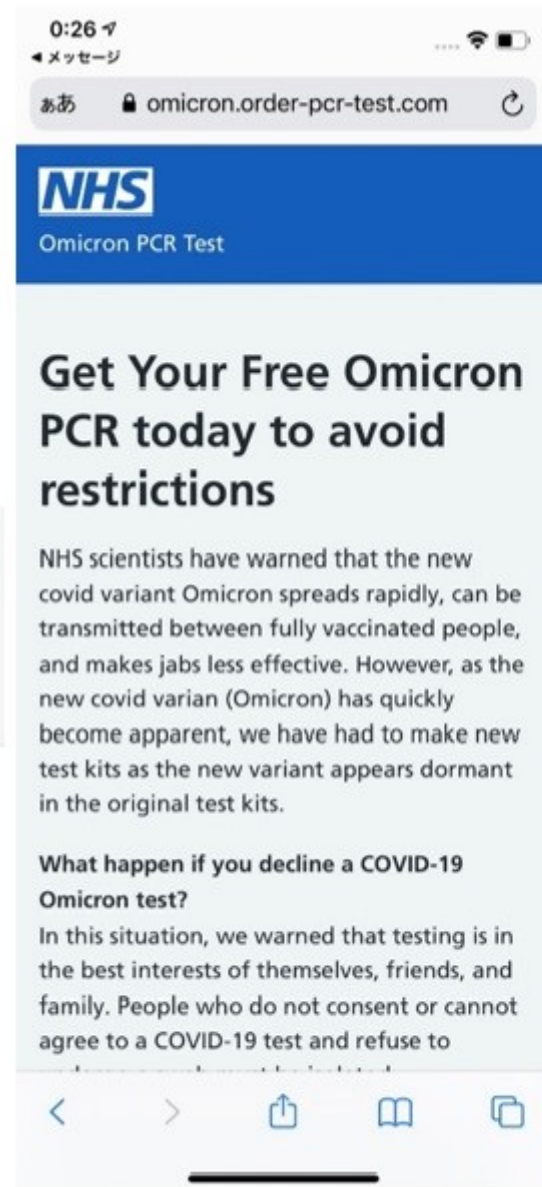 0:26
◀ メッセージ
ぁあ omicron.order-pcr-test.com
NHS
Omicron PCR Test
Get Your Free Omicron
PCR today to avoid
restrictions
NHS scientists have warned that the new
covid variant Omicron spreads rapidly, can be
transmitted between fully vaccinated people,
and makes jabs less effective. However, as the
new covid varian (Omicron) has quickly
become apparent, we have had to make new
test kits as the new variant appears dormant
in the original test kits.
What happen if you decline a COVID-19
Omicron test?
In this situation, we warned that testing is in
the best interests of themselves, friends, and
family. People who do not consent or cannot
agree to a COVID-19 test and refuse to